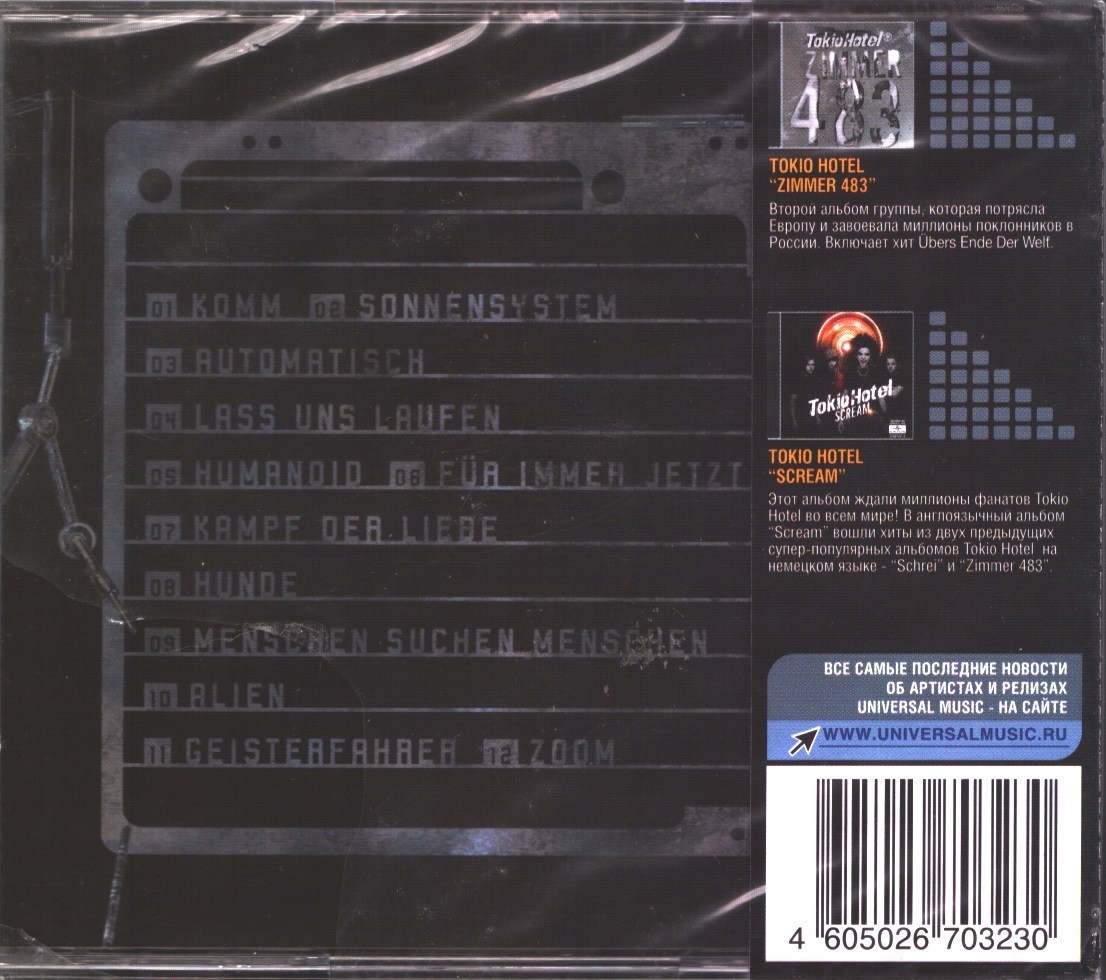 01 KOMM 02 SONNENSYSTEM
03 AUTOMATISCH
04 LASS UNS LAUFEN
05 HUMANOID 06 FÜR IMMER JETZT
07 KAMPF DER LIEBE
08 HUNDE
09 MENSCHEN SUCHEN MENSCHEN
10 ALIEN
11 GEISTERFAHRER 12 ZOOM
Tokio Hotel
ZIMMER
483
TOKIO HOTEL
“ZIMMER 483”
Второй альбом группы, которая потрясла
Европу и завоевала миллионы поклонников в
России. Включает хит Übers Ende Der Welf.
Tokio Hotel
SCREAM
TOKIO HOTEL
“SCREAM”
Этот альбом ждали миллионы фанатов Tokio
Hotel во всем мире! В англоязычный альбом
“Scream” вошли хиты из двух предыдущих
супер-популярных альбомов Tokio Hotel на
немецком языке - “Schrei” и “Zimmer 483”.
ВСЕ САМЫЕ ПОСЛЕДНИЕ НОВОСТИ
ОБ АРТИСТАХ И РЕЛИЗАХ
UNIVERSAL MUSIC - НА САЙТЕ
WWW.UNIVERSALMUSIC.RU
4 605026 703230